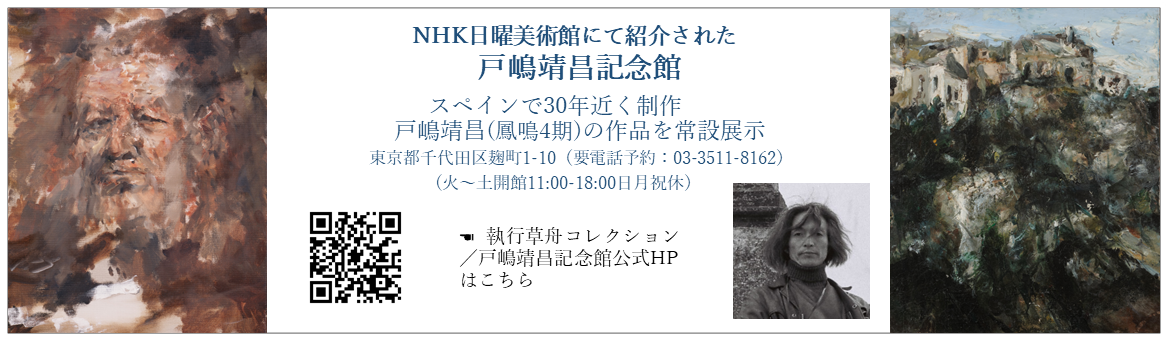 NHK日曜美術館にて紹介された
戸嶋靖昌記念館
スペインで30年近く制作
戸嶋靖昌(鳳鳴4期)の作品を常設展示
東京都千代田区麹町1-10（要電話予約：03-3511-8162）
（火～土開館11:00-18:00日月祝休）
☚ 執行草舟コレクション
／戸嶋靖昌記念館公式HP
はこちら